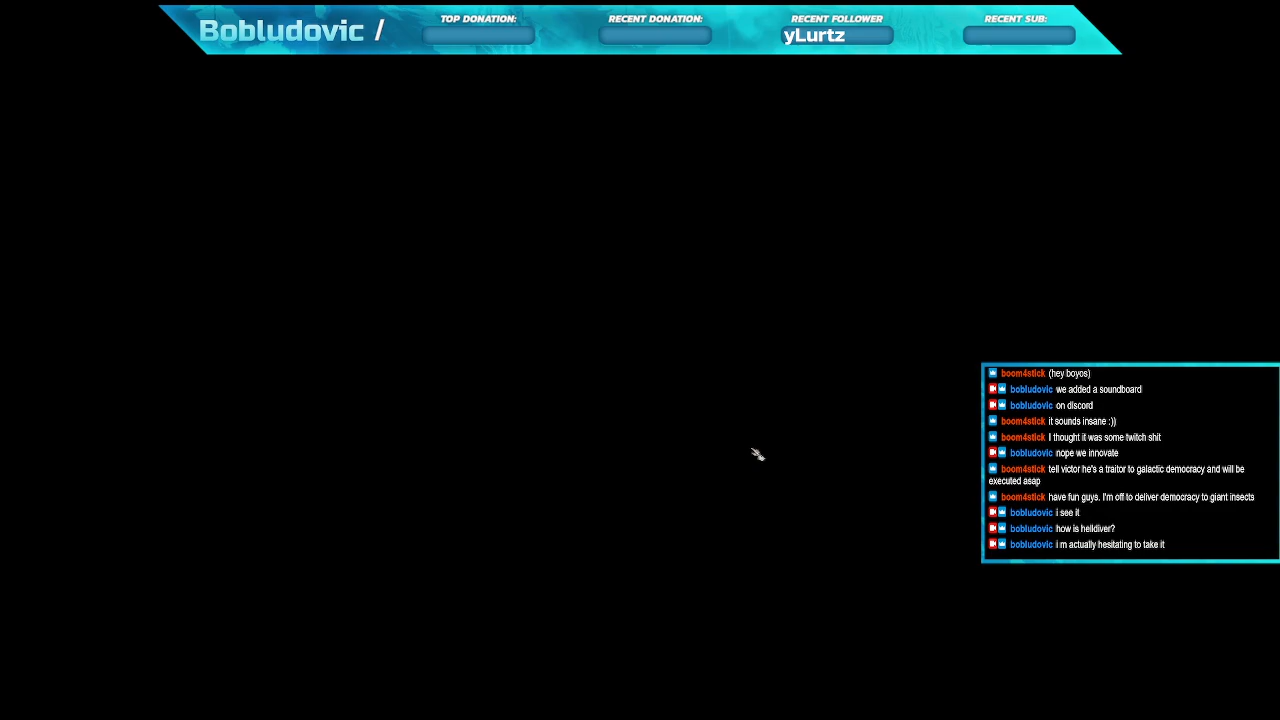 Bobludovic /
TOP DONATION:
RECENT DONATION:
RECENT FOLLOWER
yLurtz
RECENT SUB:
boom4stick (hey boyos)
bobludovic we added a soundboard
bobludovic on discord
boom4stick it sounds insane :))
boom4stick I thought it was some twitch shit
bobludovic nope we innovate
boom4stick tell victor he's a traitor to galactic democracy and will be
executed asap
boom4stick have fun guys. I'm off to deliver democracy to giant insects
bobludovic i see it
bobludovic how is helldiver?
bobludovic i m actually hesitating to take it